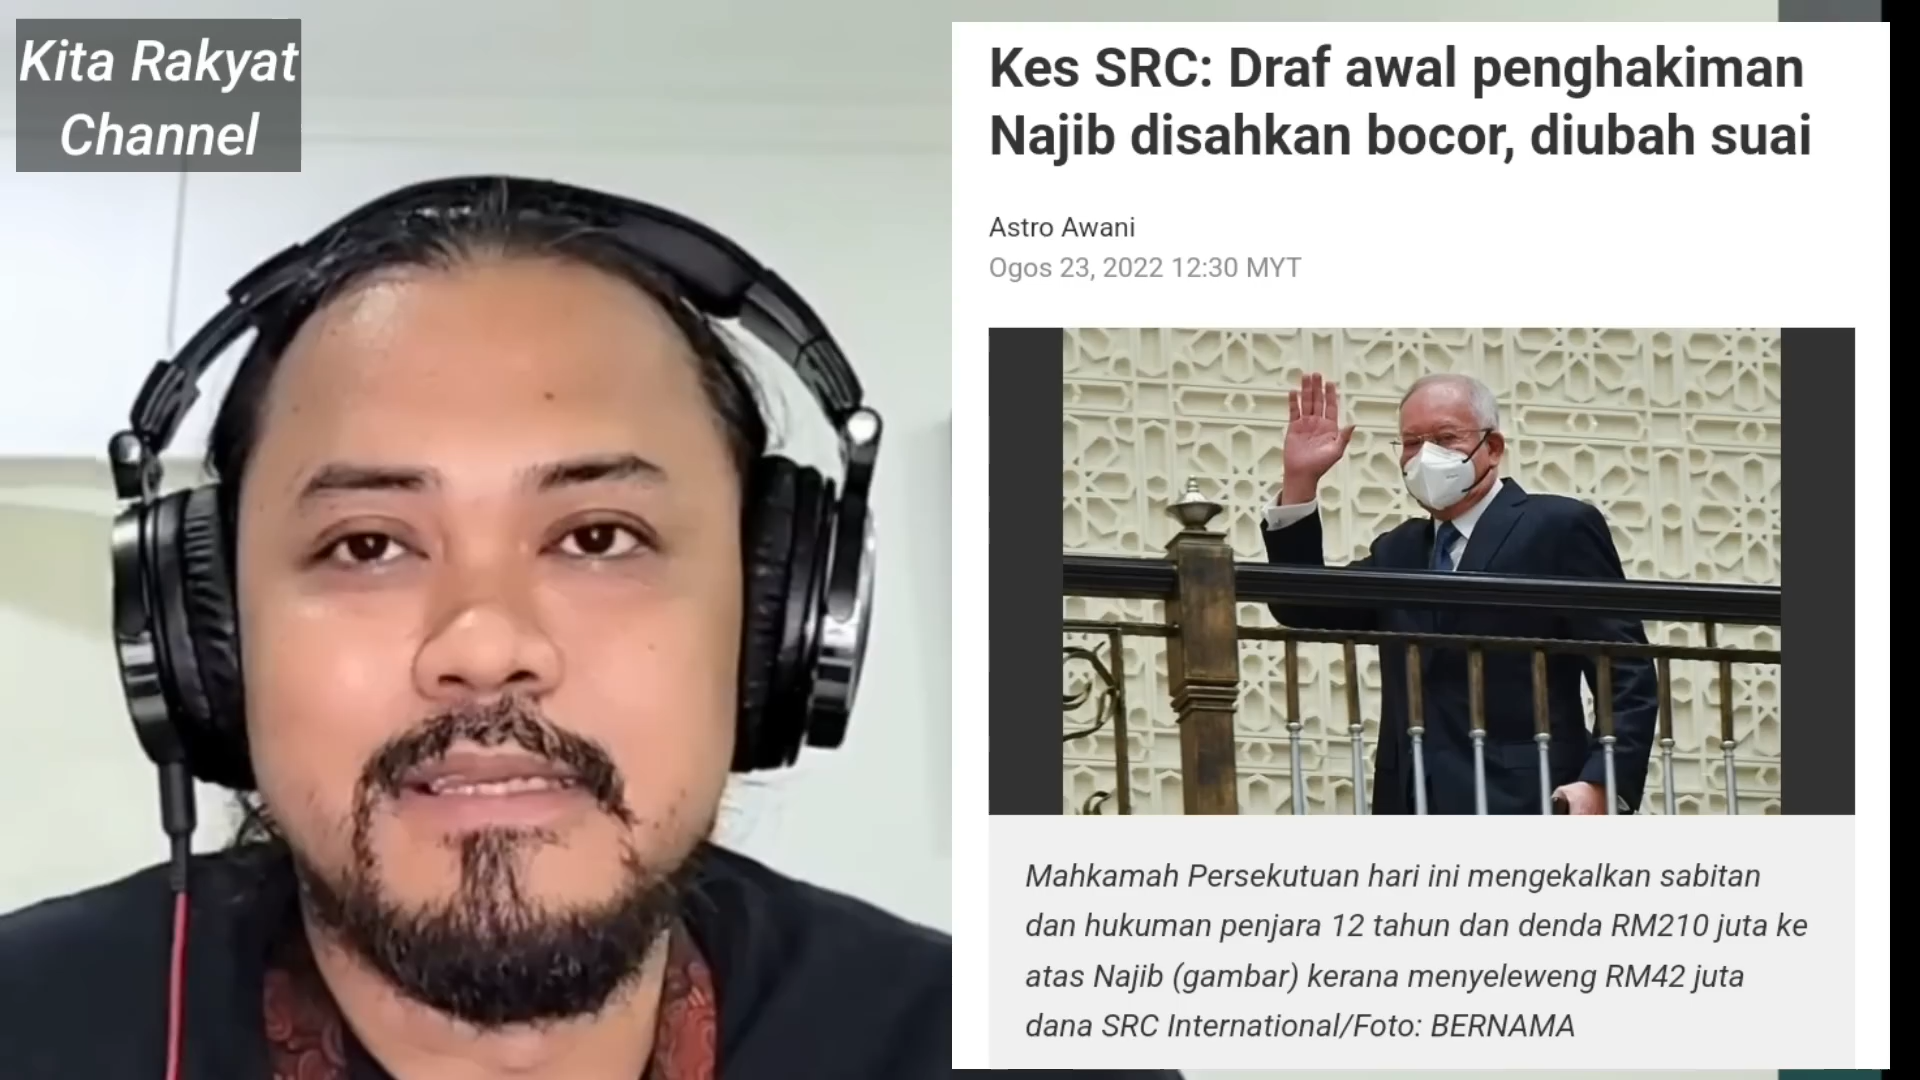 Kita Rakyat
Channel
Kes SRC: Draf awal penghakiman
Najib disahkan bocor, diubah suai
Astro Awani
Ogos 23, 2022 12:30 MYT
Mahkamah Persekutuan hari ini mengekalkan sabitan
dan hukuman penjara 12 tahun dan denda RM210 juta ke
atas Najib (gambar) kerana menyeleweng RM42 juta
dana SRC International/Foto: BERNAMA